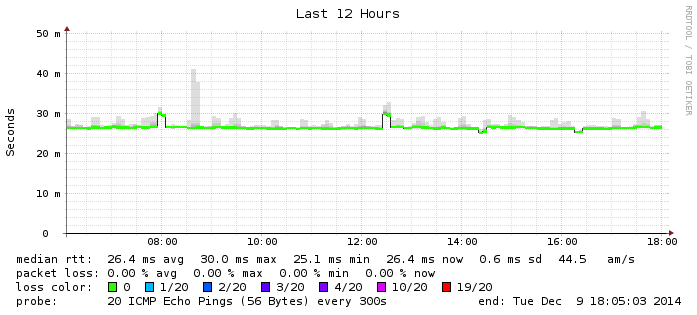 Last 12 Hours
RRDTOOL / TOBI OETIKER
Seconds
50 m
40 m
30 m
20 m
10 m
0
08:00 10:00 12:00 14:00 16:00 18:00
median rtt: 26.4 ms avg 30.0 ms max 25.1 ms min 26.4 ms now 0.6 ms sd 44.5 am/s
packet loss: 0.00 % avg 0.00 % max 0.00 % min 0.00 % now
loss color: 0 1/20 2/20 3/20 4/20 10/20 19/20
probe: 20 ICMP Echo Pings (56 Bytes) every 300s end: Tue Dec 9 18:05:03 2014